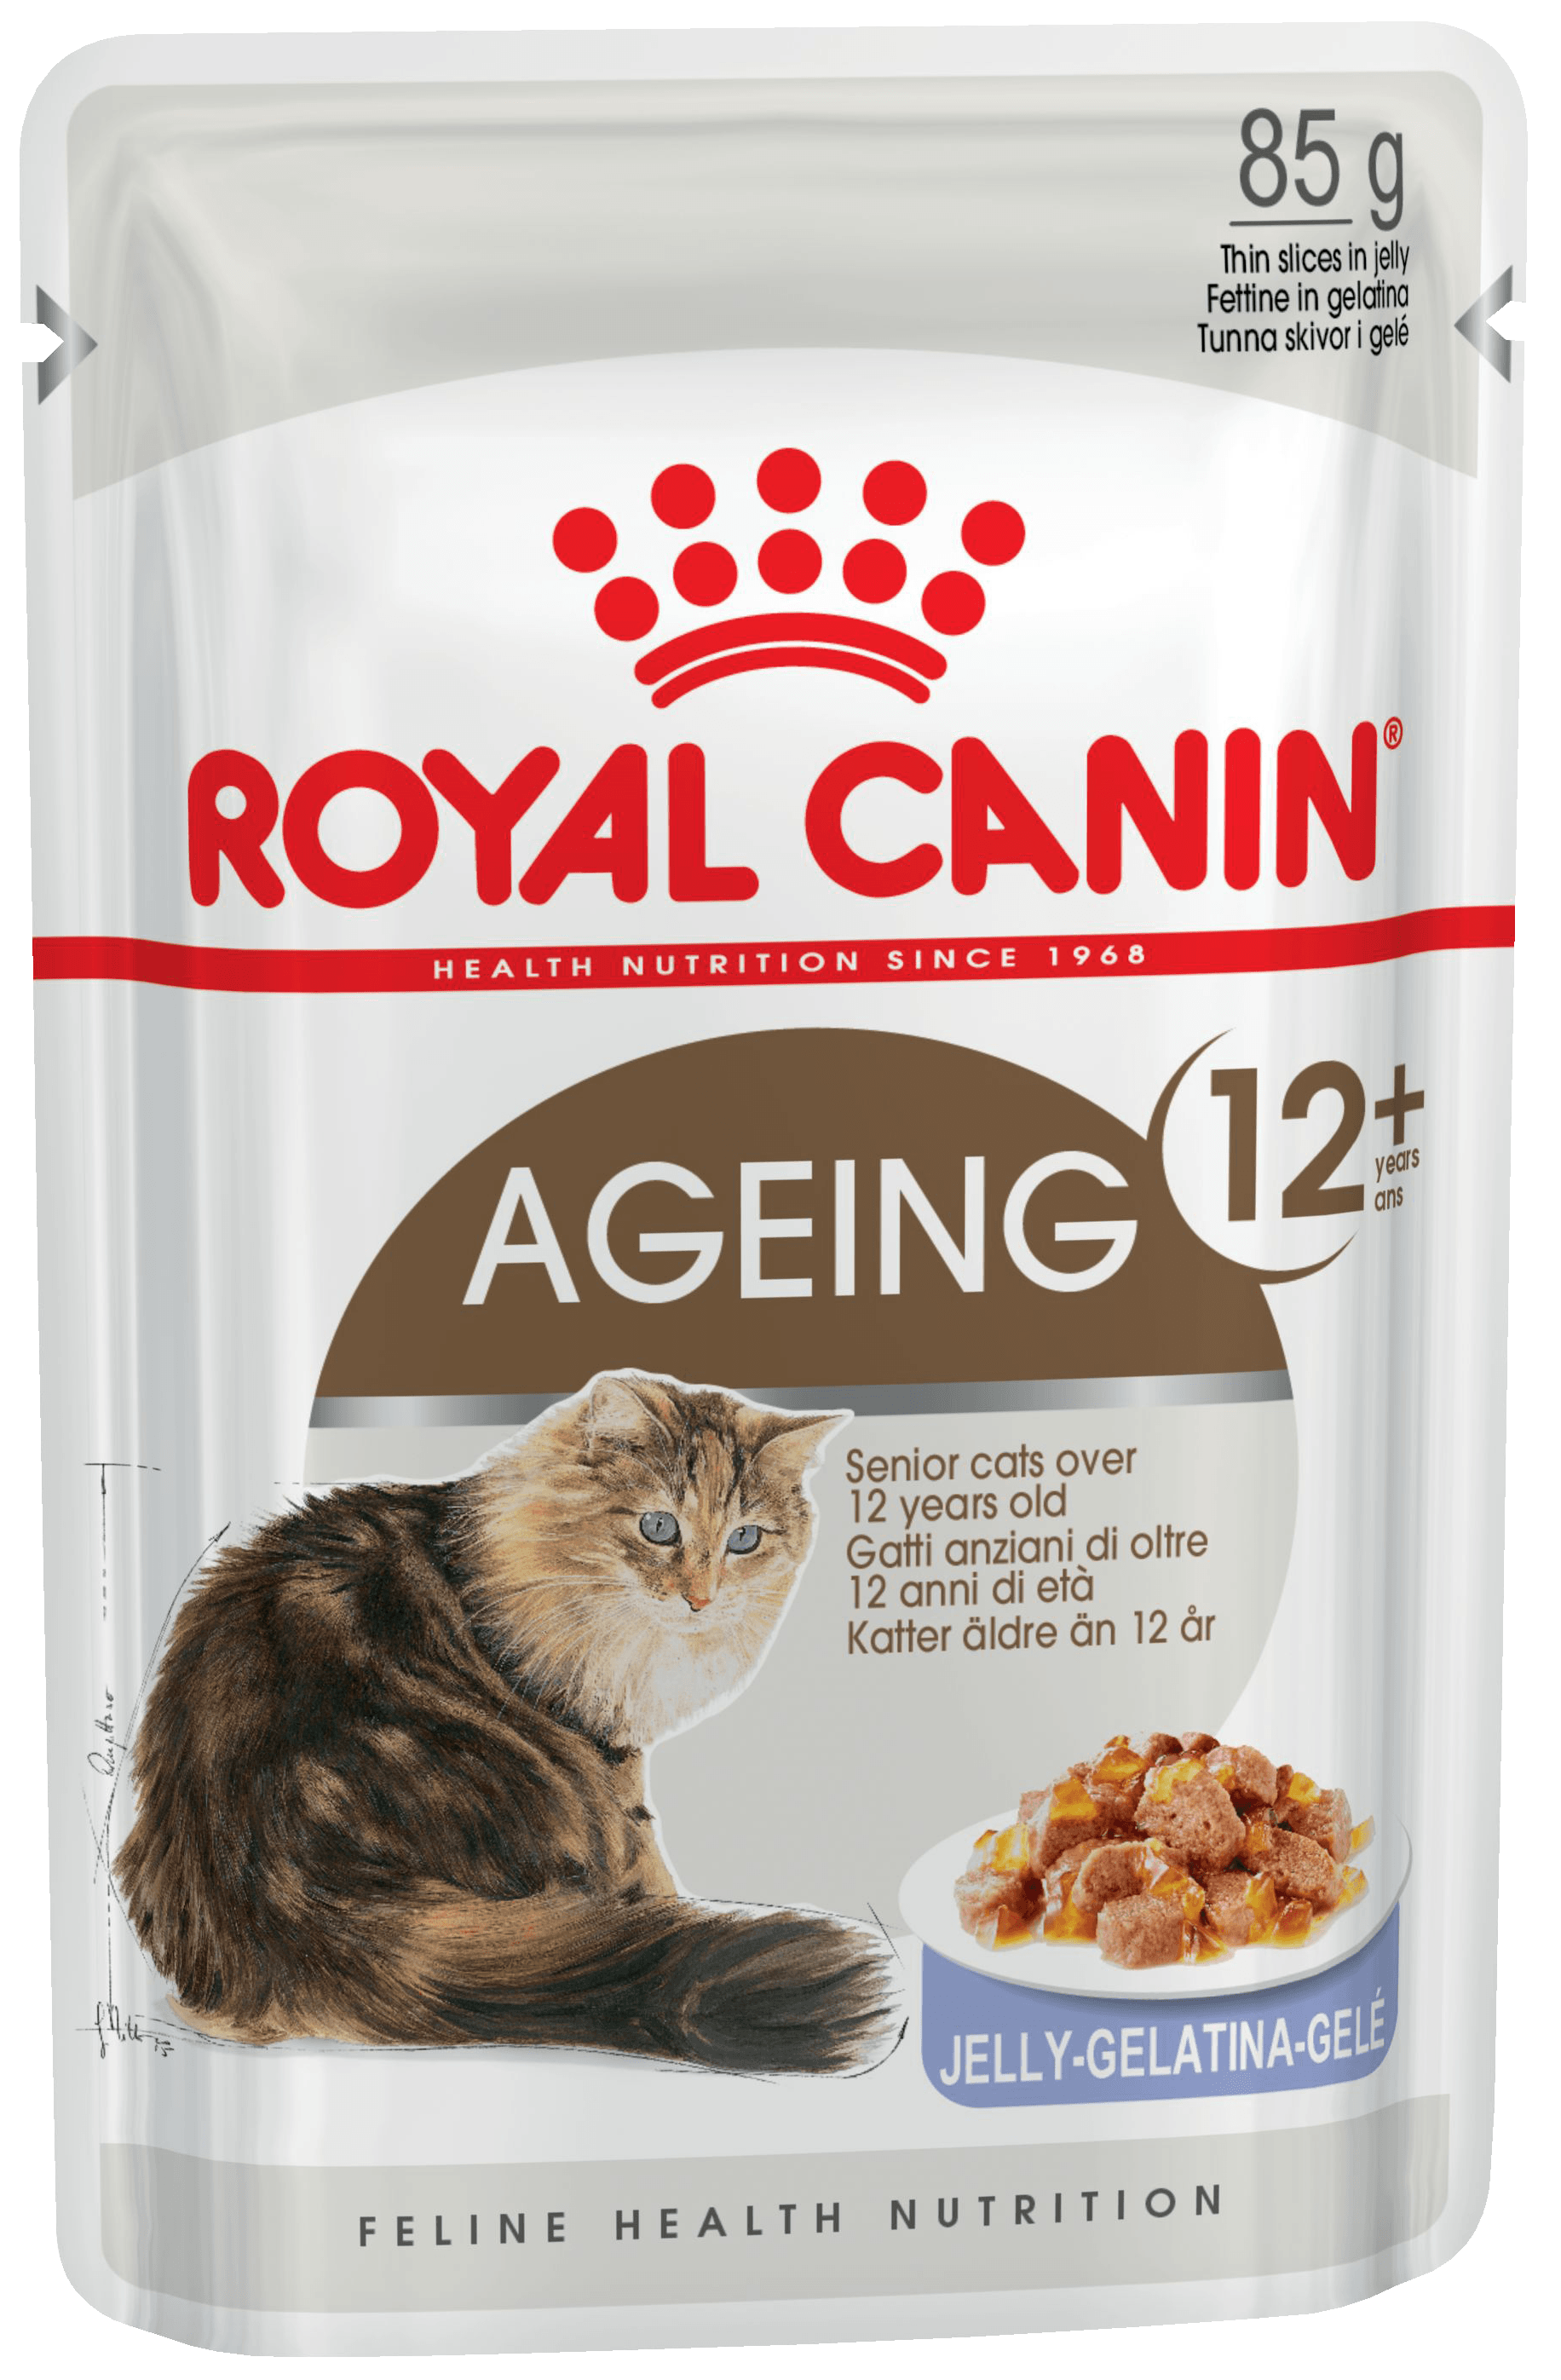 85 g
Thin slices in jelly
Fettine in gelatina
Tunna skivor i gelé
ROYAL CANIN®
HEALTH NUTRITION SINCE 1968
AGEING 12+
years
ans
Senior cats over
12 years old
Gatti anziani di oltre
12 anni di età
Katter äldre än 12 år
JELLY-GELATINA-GELÉ
FELINE HEALTH NUTRITION